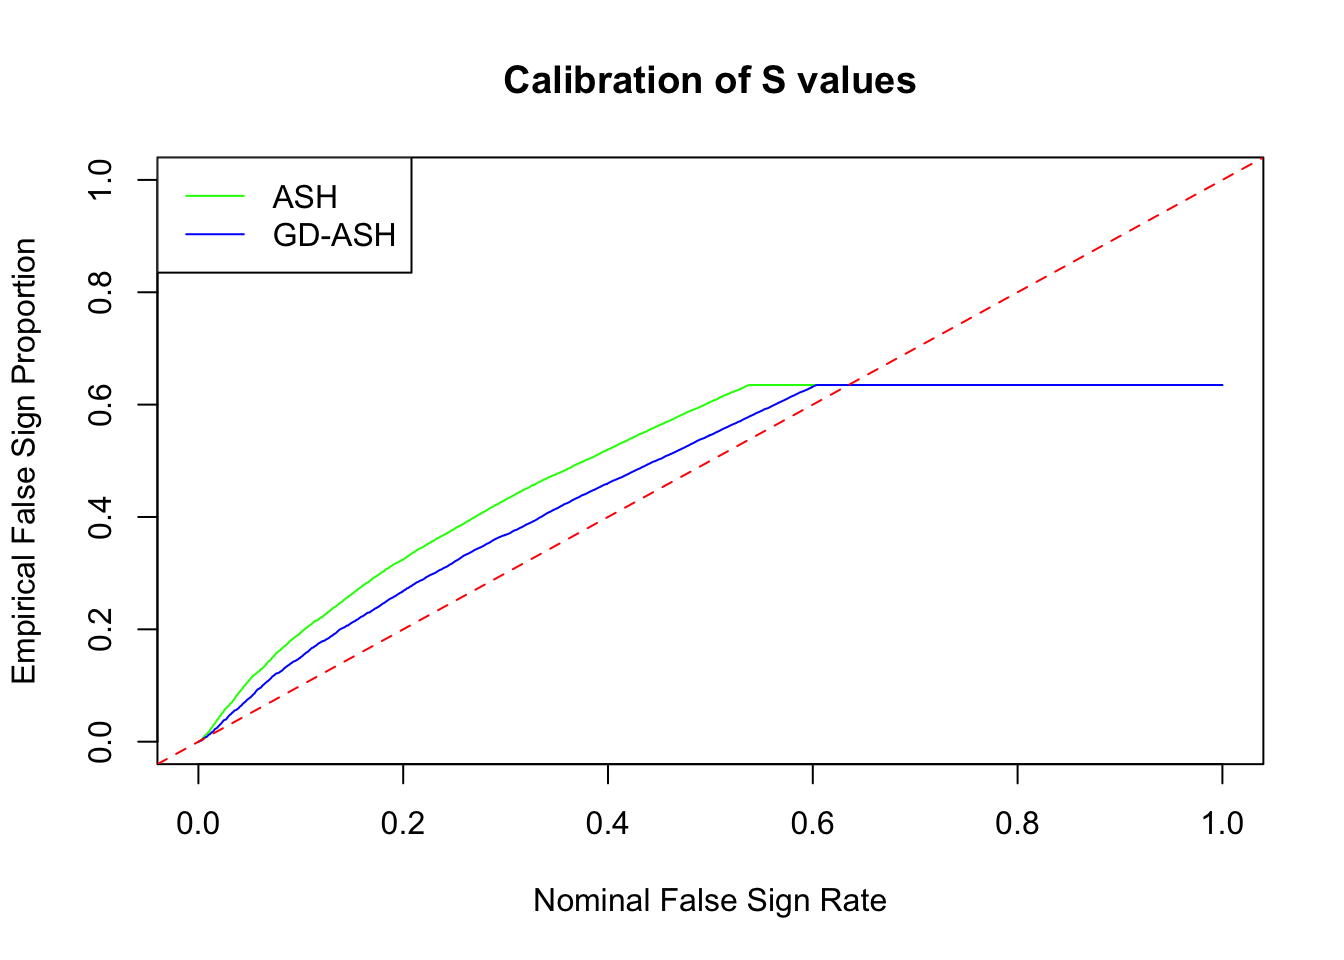 Calibration of S values
ASH
GD-ASH
Empirical False Sign Proportion
1.0
0.8
0.6
0.4
0.2
0.0
0.0 0.2 0.4 0.6 0.8 1.0
Nominal False Sign Rate